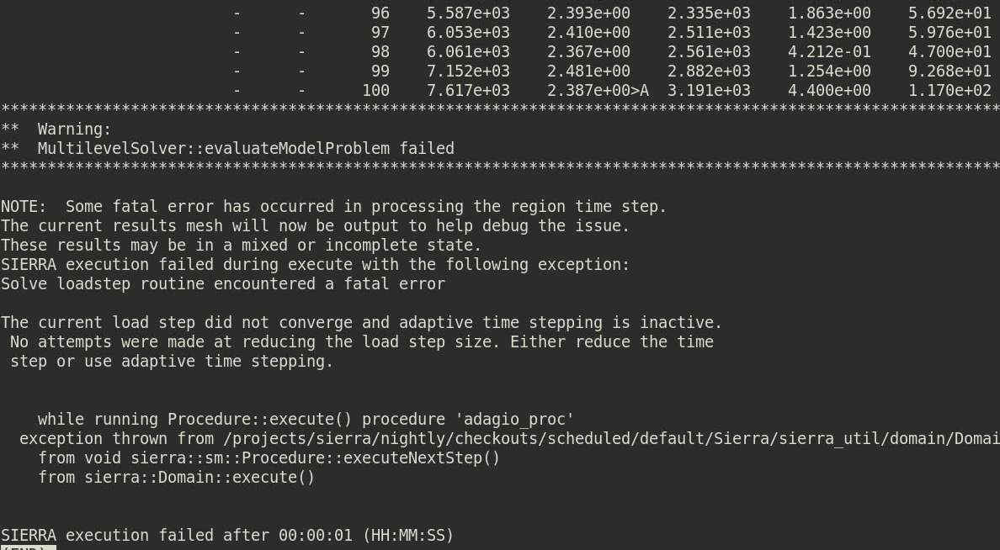 - - 96 5.587e+03 2.393e+00 2.335e+03 1.863e+00 5.692e+01
- - 97 6.053e+03 2.410e+00 2.511e+03 1.423e+00 5.976e+01
- - 98 6.061e+03 2.367e+00 2.561e+03 4.212e-01 4.700e+01
- - 99 7.152e+03 2.481e+00 2.882e+03 1.254e+00 9.268e+01
- - 100 7.617e+03 2.387e+00>A 3.191e+03 4.400e+00 1.170e+02
************************************************************************************************************
** Warning:
** MultilevelSolver::evaluateModelProblem failed
************************************************************************************************************
NOTE: Some fatal error has occurred in processing the region time step.
The current results mesh will now be output to help debug the issue.
These results may be in a mixed or incomplete state.
SIERRA execution failed during execute with the following exception:
Solve loadstep routine encountered a fatal error
The current load step did not converge and adaptive time stepping is inactive.
No attempts were made at reducing the load step size. Either reduce the time
step or use adaptive time stepping.
while running Procedure::execute() procedure 'adagio_proc'
exception thrown from /projects/sierra/nightly/checkouts/scheduled/default/Sierra/sierra_util/domain/Domai
from void sierra::sm::Procedure::executeNextStep()
from sierra::Domain::execute()
SIERRA execution failed after 00:00:01 (HH:MM:SS)
(END)